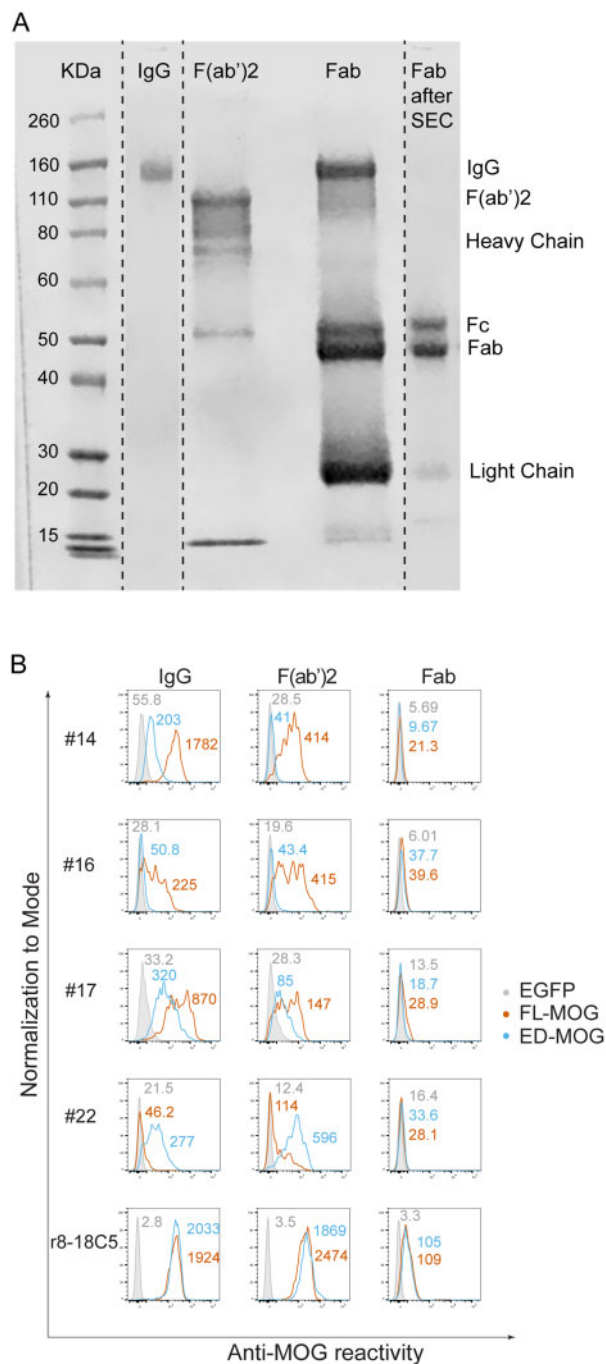 A
KDa IgG F(ab’)2 Fab Fab
after
SEC
260
160 IgG
110 F(ab’)2
80 Heavy Chain
60
50 Fc
Fab
40
30
Light Chain
20
15
B
IgG F(ab’)2 Fab
#14
55.8 203 1782
28.5 41 414
5.69 9.67 21.3
#16
28.1 50.8 225
19.6 43.4 415
6.01 37.7 39.6
#17
33.2 320 870
28.3 85 147
13.5 18.7 28.9
EGFP
FL-MOG
ED-MOG
#22
21.5 46.2 277
12.4 114 596
16.4 33.6 28.1
r8-18C5
2.8 2033 1924
3.5 1869 2474
3.3 105 109
Normalization to Mode
Anti-MOG reactivity